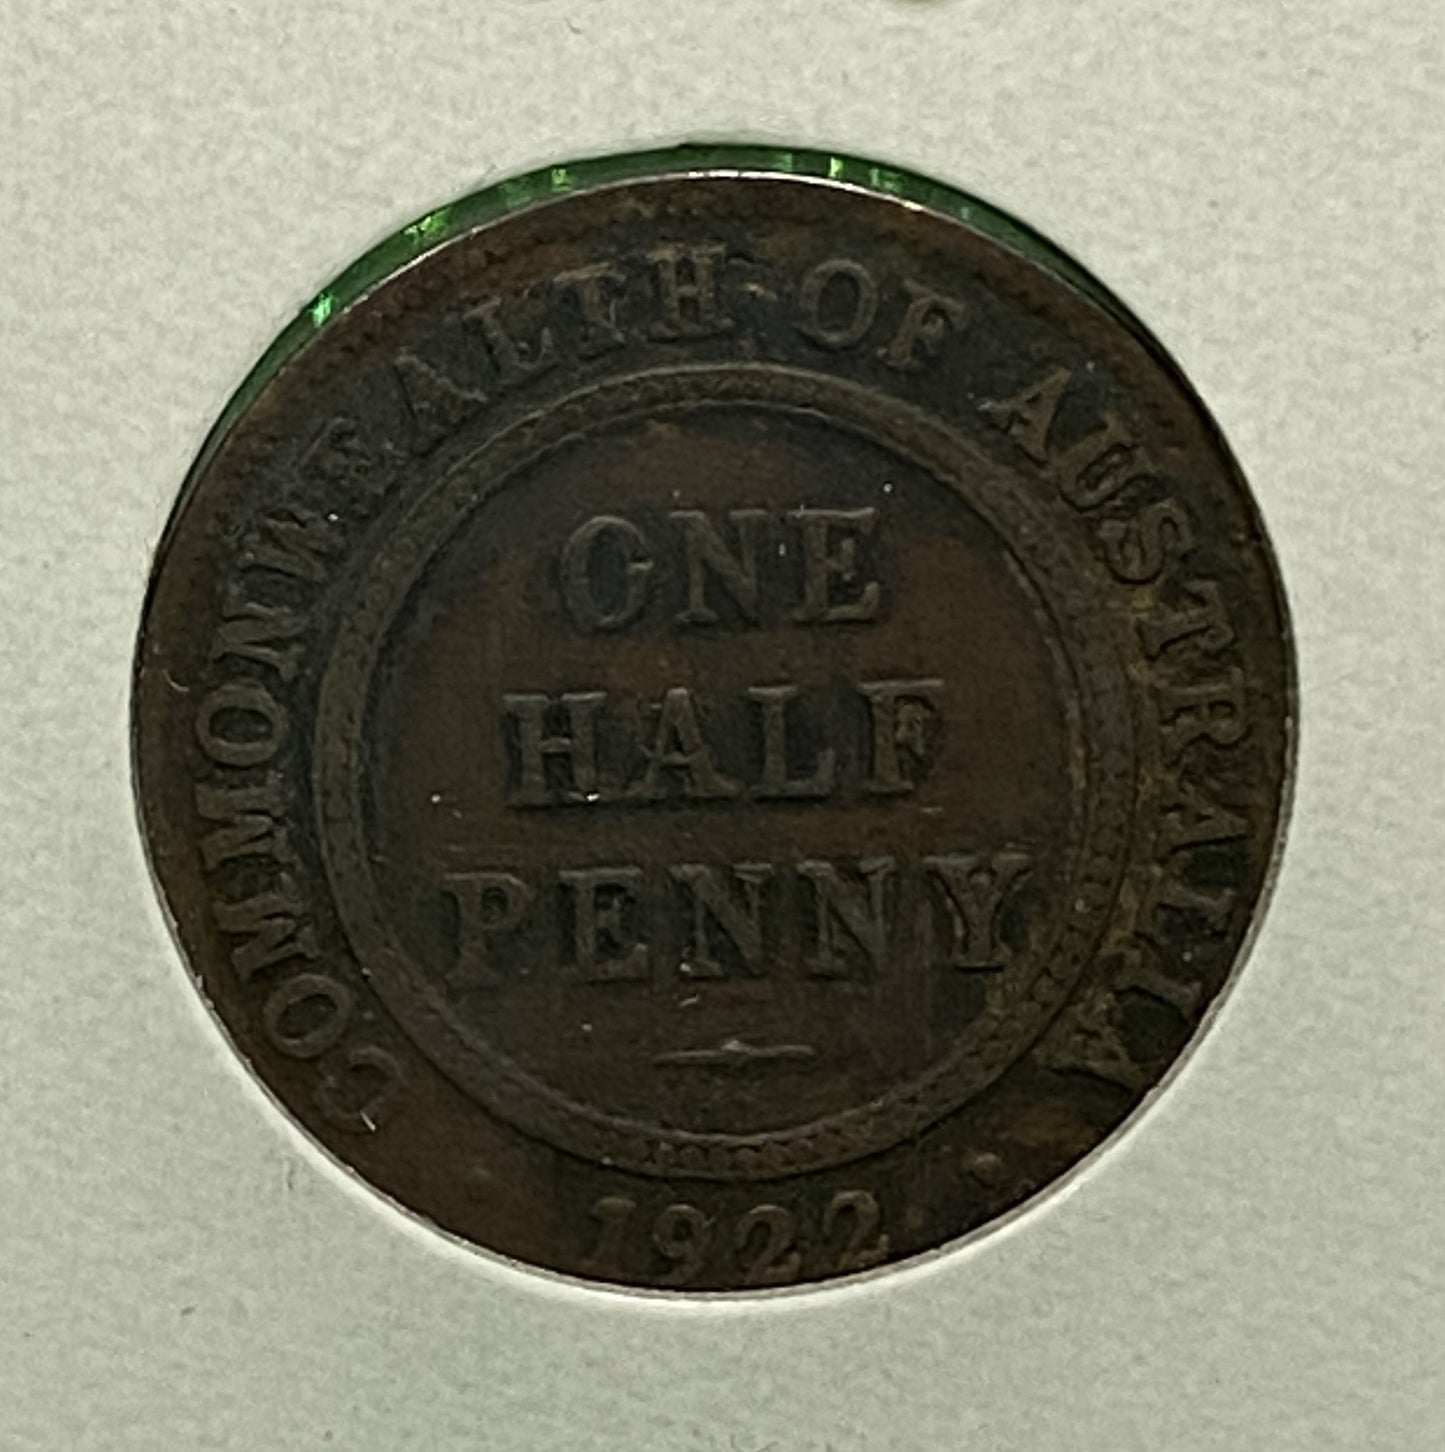 COMMONWEALTH OF AUSTRALIA
ONE
HALF
PENNY
1922